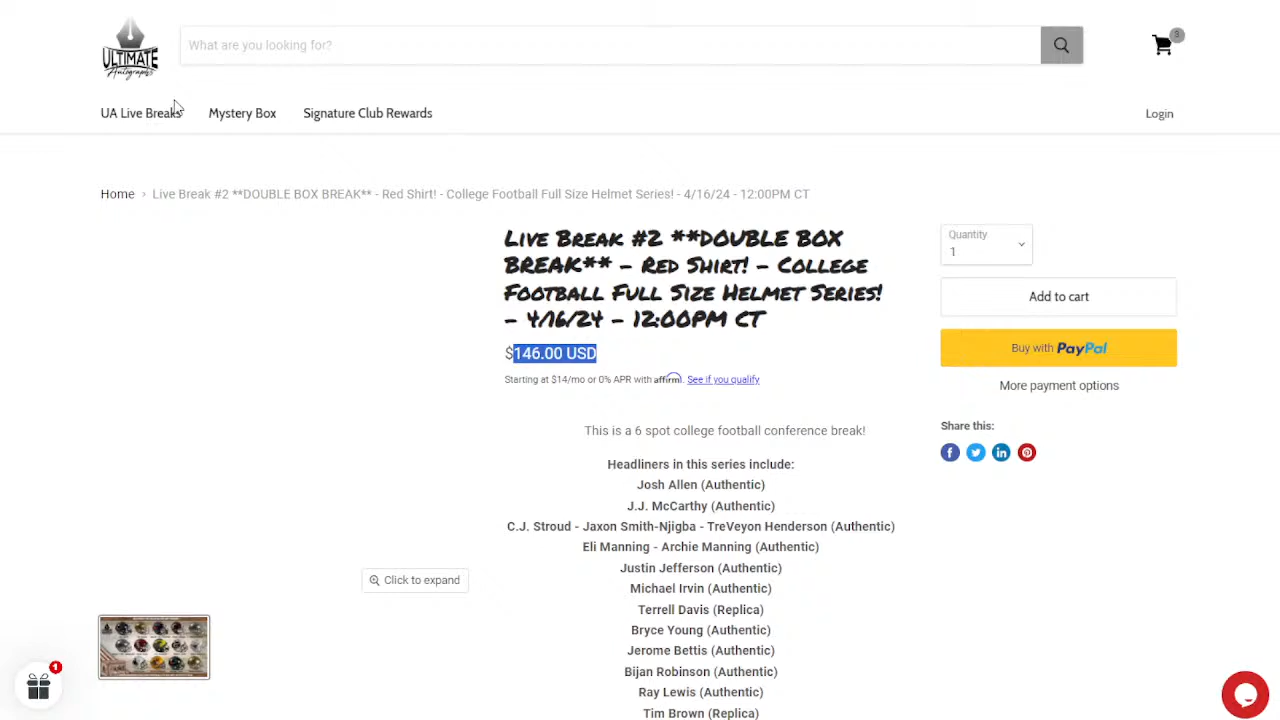 ULTIMATE
Autographs
What are you looking for?
3
UA Live Breaks
Mystery Box
Signature Club Rewards
Login
Home › Live Break #2 **DOUBLE BOX BREAK** - Red Shirt! - College Football Full Size Helmet Series! - 4/16/24 - 12:00PM CT
Live Break #2 **DOUBLE BOX
BREAK** - Red Shirt! - College
Football Full Size Helmet Series!
- 4/16/24 - 12:00PM CT
$146.00 USD
Starting at $14/mo or 0% APR with affirm. See if you qualify
Quantity
1
Add to cart
Buy with PayPal
More payment options
Share this:
This is a 6 spot college football conference break!
Headliners in this series include:
Josh Allen (Authentic)
J.J. McCarthy (Authentic)
C.J. Stroud - Jaxon Smith-Njigba - TreVeyon Henderson (Authentic)
Eli Manning - Archie Manning (Authentic)
Justin Jefferson (Authentic)
Michael Irvin (Authentic)
Terrell Davis (Replica)
Bryce Young (Authentic)
Jerome Bettis (Authentic)
Bijan Robinson (Authentic)
Ray Lewis (Authentic)
Tim Brown (Replica)
Click to expand
1